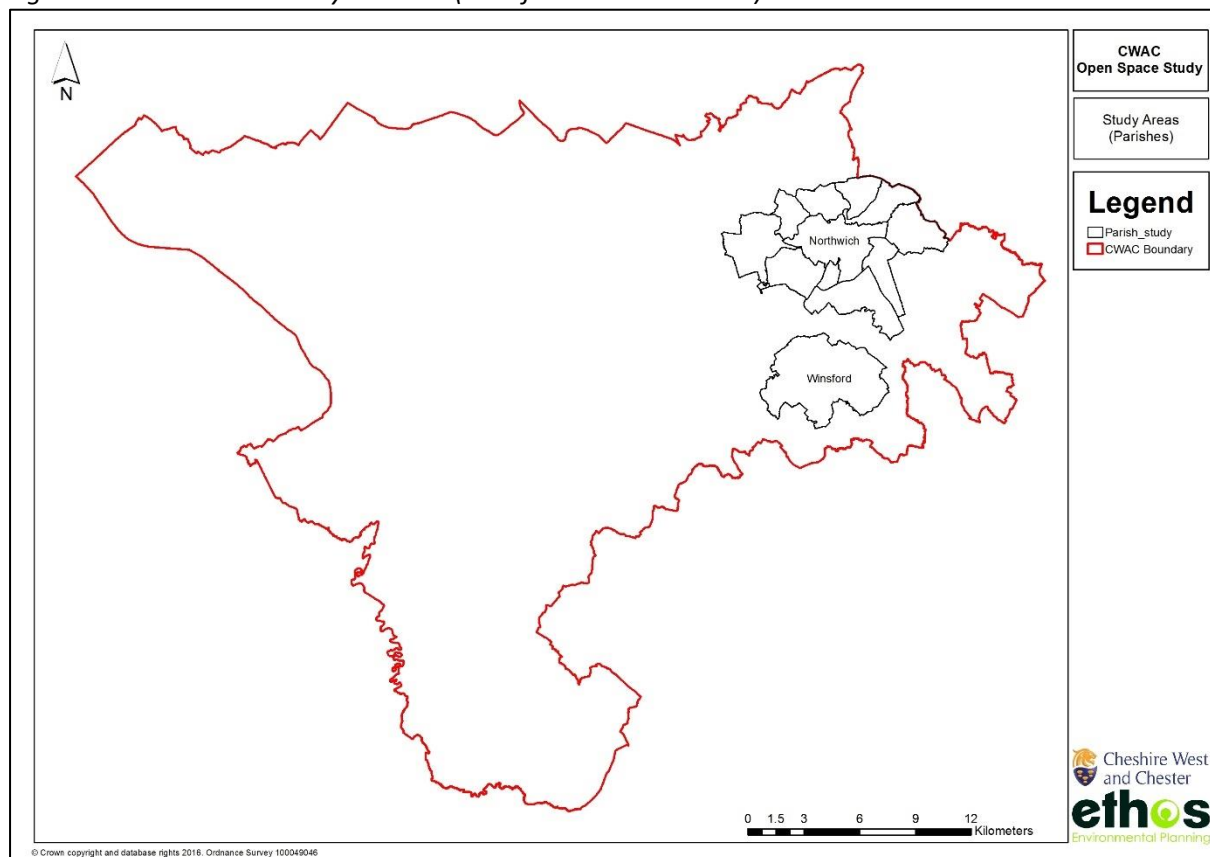 N
CWAC
Open Space Study
Study Areas
(Parishes)
Legend
Parish_study
CWAC Boundary
Northwich
Winsford
Cheshire West
and Chester
ethos
Environmental Planning
0 1.5 3 6 9 12
Kilometers
© Crown copyright and database rights 2016. Ordnance Survey 100049046